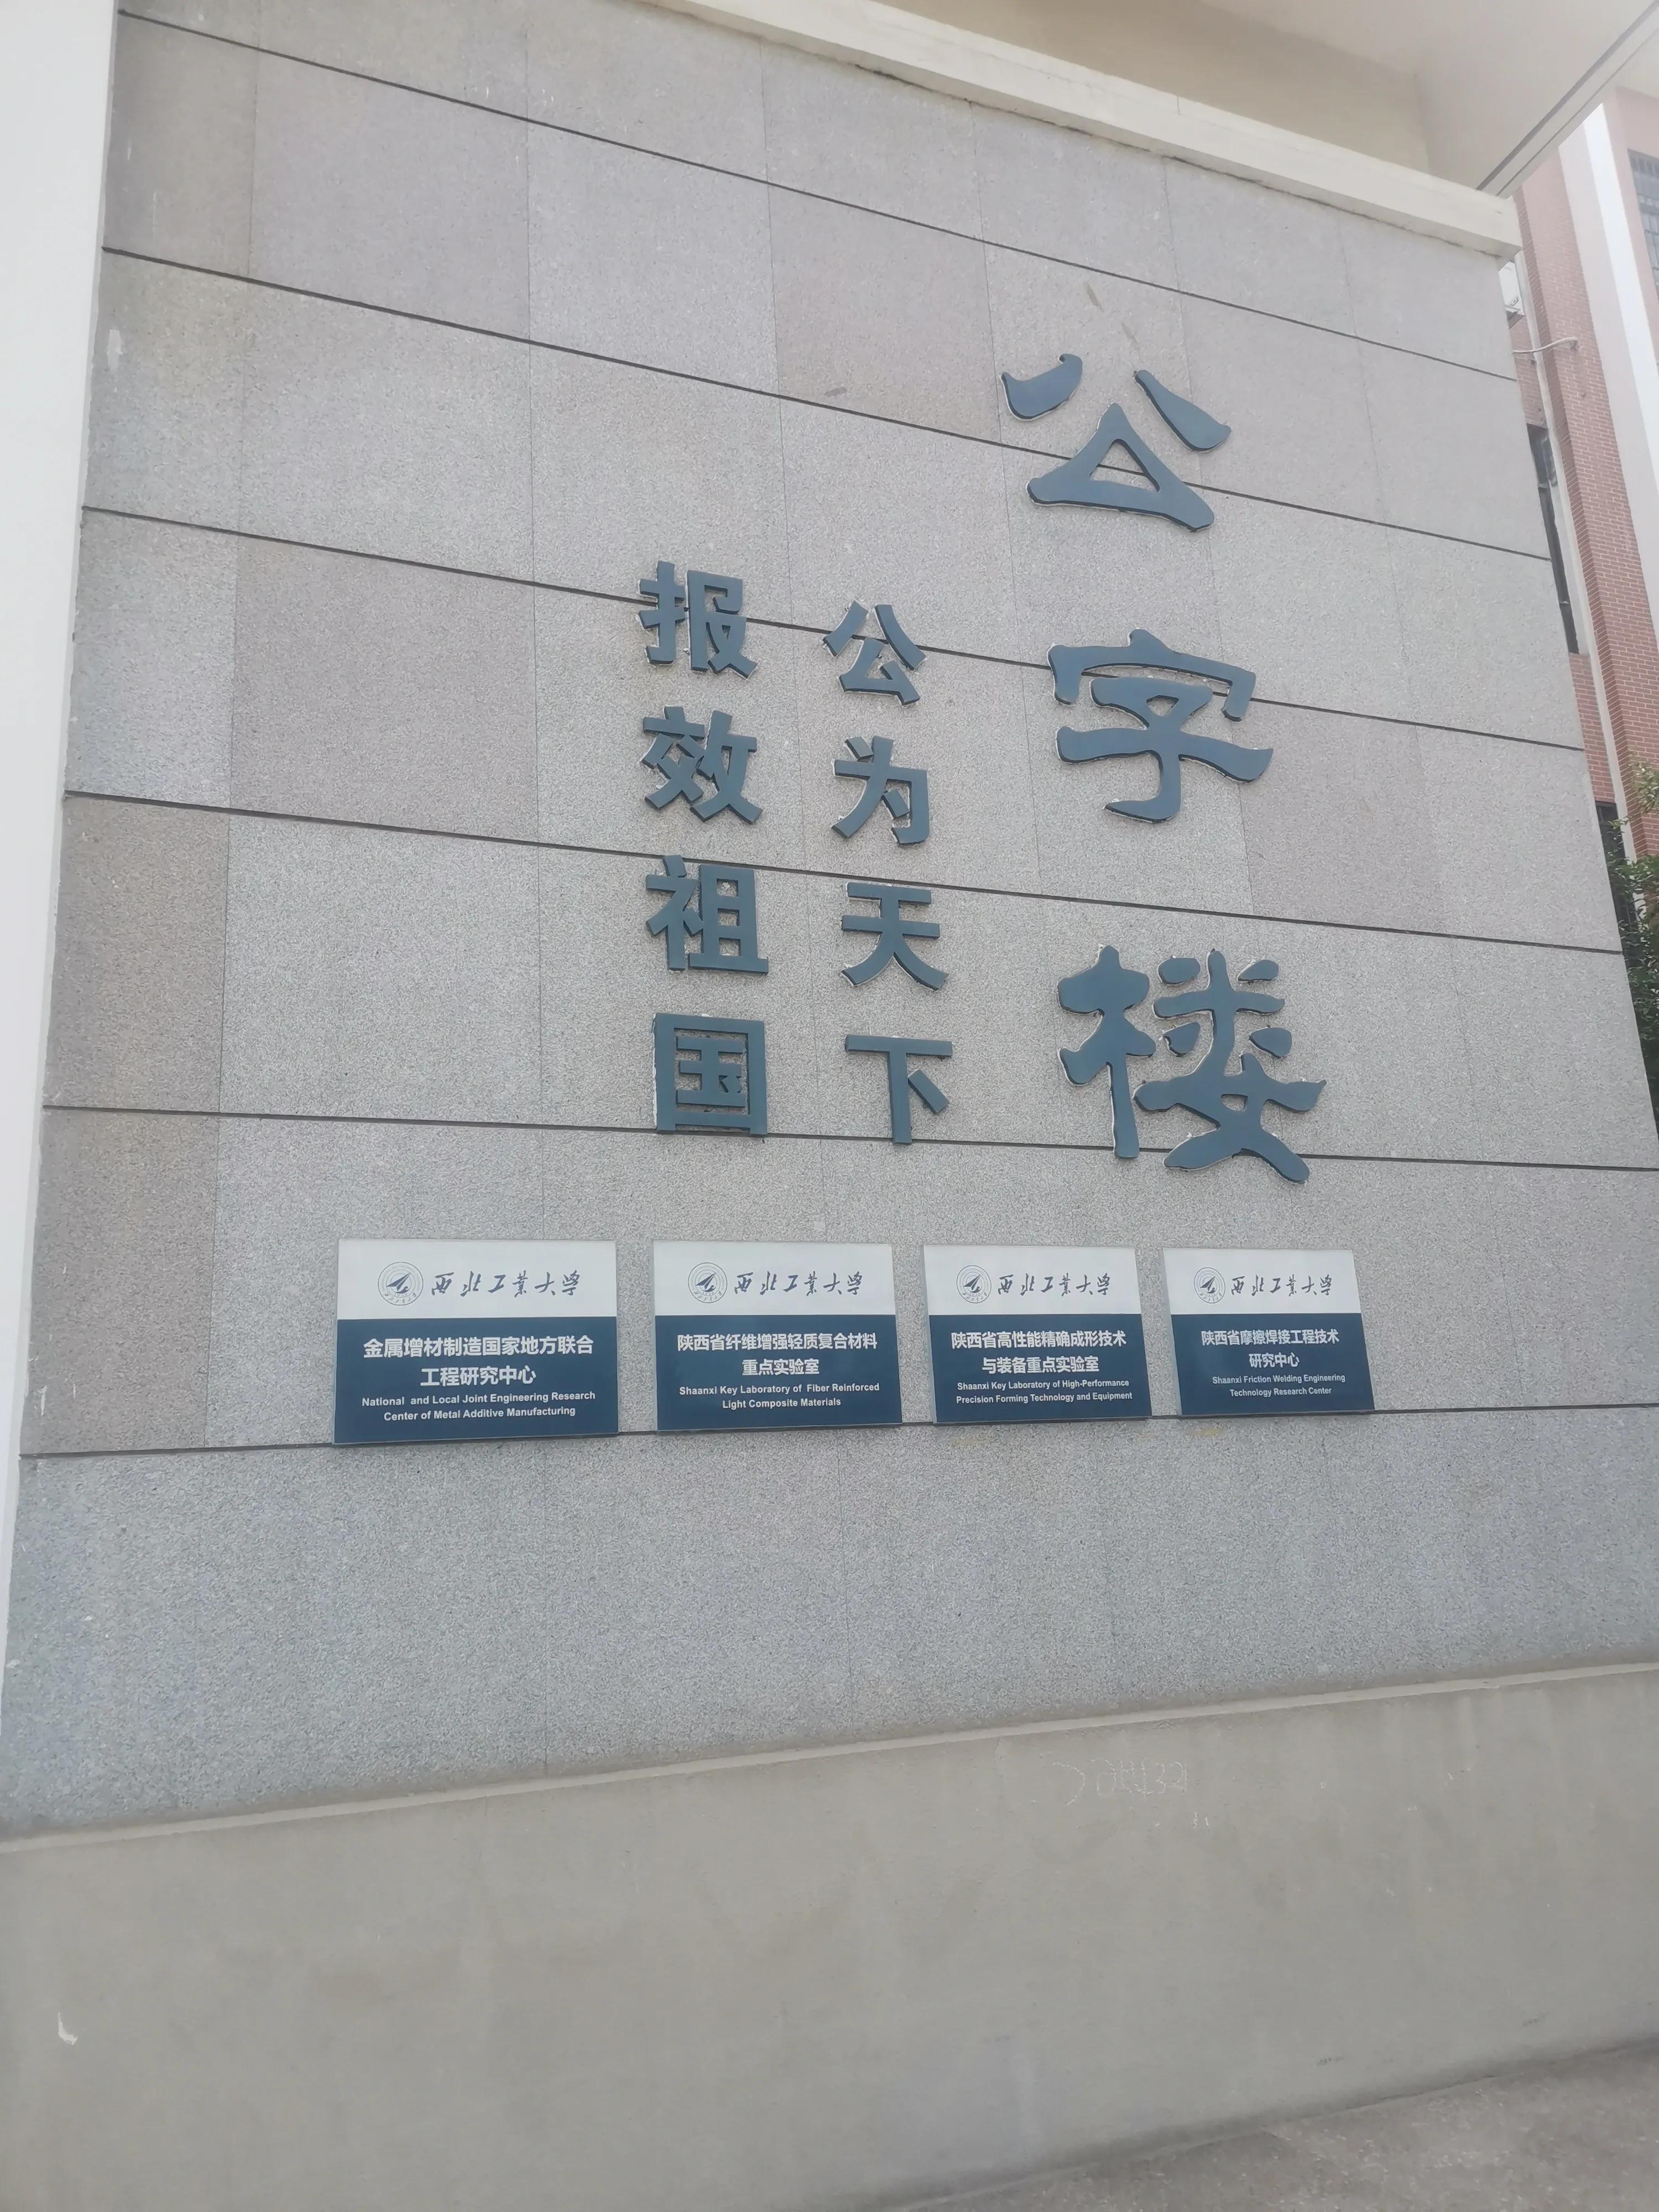 公字楼
公为天下
报效祖国
西北工业大学
金属增材制造国家地方联合
工程研究中心
National and Local Joint Engineering Research
Center of Metal Additive Manufacturing
西北工业大学
陕西省纤维增强轻质复合材料
重点实验室
Shaanxi Key Laboratory of Fiber Reinforced
Light Composite Materials
西北工业大学
陕西省高性能精确成形技术
与装备重点实验室
Shaanxi Key Laboratory of High-Performance
Precision Forming Technology and Equipment
西北工业大学
陕西省摩擦焊接工程技术
研究中心
Shaanxi Friction Welding Engineering
Technology Research Center